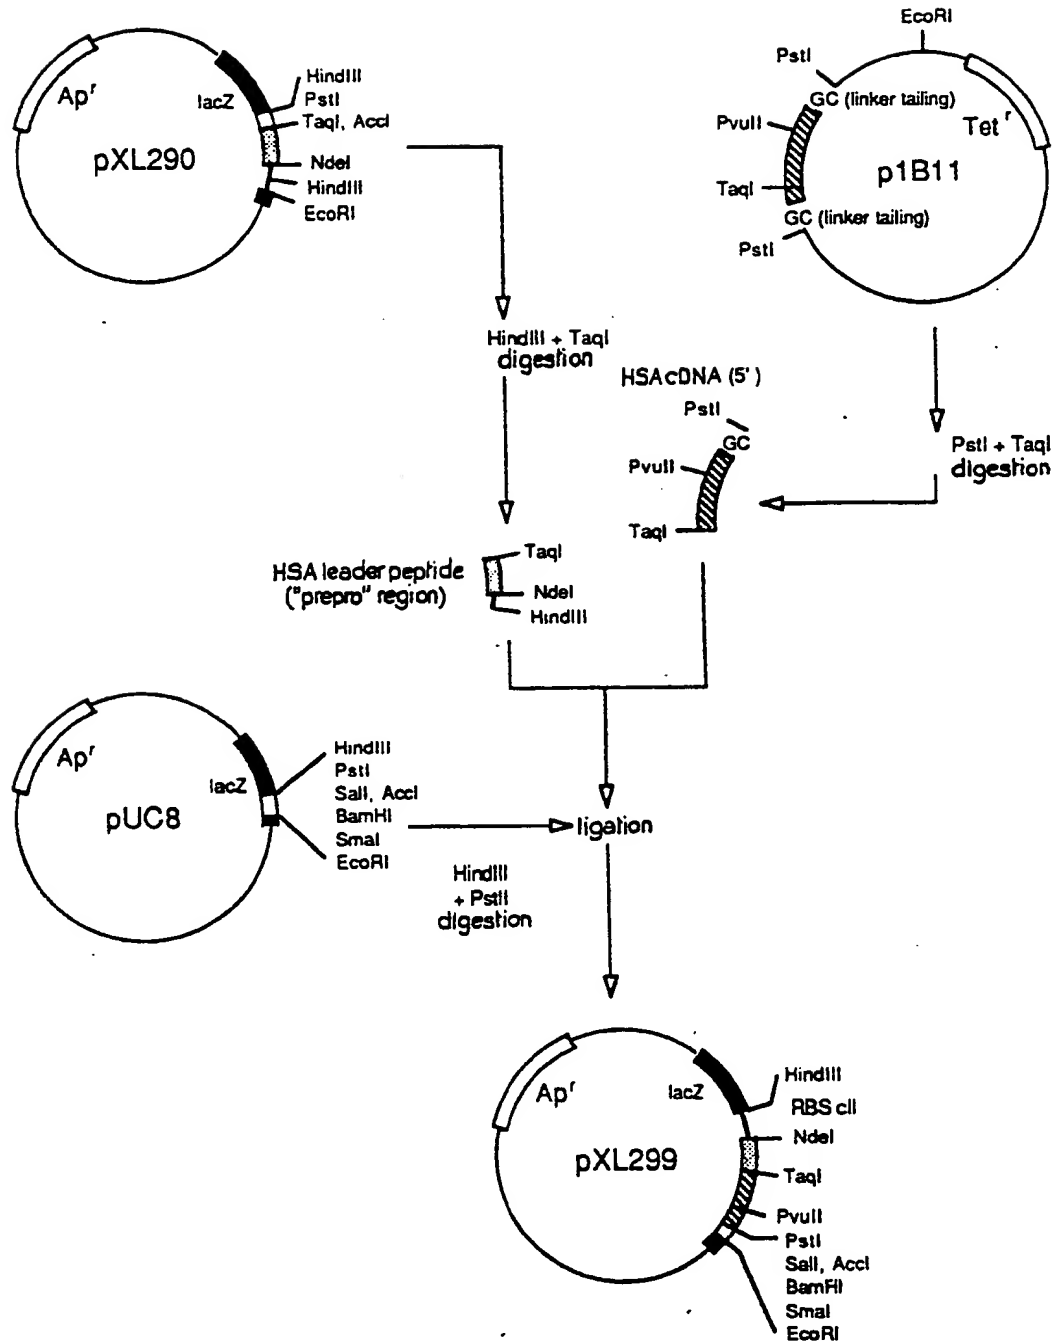 Ap^r
lacZ
HindIII
PstI
TaqI, AccI
NdeI
HindIII
EcoRI
pXL290
EcoRI
PstI
GC (linker tailing)
PvuII
Tet^r
p1B11
TaqI
GC (linker tailing)
PstI
HindIII + TaqI
digestion
HSAcDNA (5')
PstI
GC
PvuII
TaqI
PstI + TaqI
digestion
HSA leader peptide
("prepro" region)
TaqI
NdeI
HindIII
Ap^r
lacZ
pUC8
HindIII
PstI
SalI, AccI
BamHI
SmaI
EcoRI
ligation
HindIII
+ PstII
digestion
Ap^r
lacZ
pXL299
HindIII
RBS cII
NdeI
TaqI
PvuII
PstI
SalI, AccI
BamHI
SmaI
EcoRI